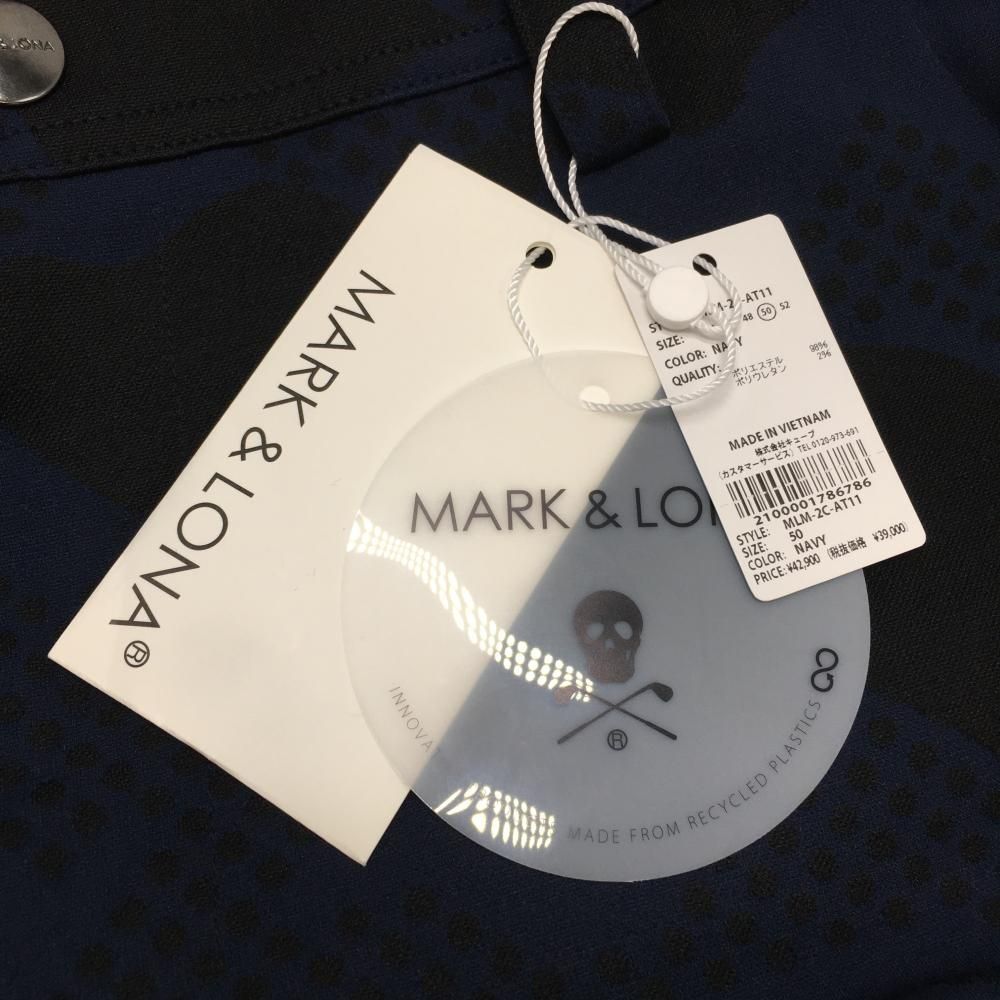 LONA
MARK & LONA®
MARK & LON
®
INNOVAT
MADE FROM RECYCLED PLASTICS
-AT11
SIZE: 48 50 52
COLOR: NAVY
QUALITY: ポリエステル 98%
ポリウレタン 2%
MADE IN VIETNAM
株式会社キューブ
(カスタマーサービス) TEL 0120-973-691
2100001786786
STYLE: MLM-2C-AT11
SIZE: 50
COLOR: NAVY
PRICE: ¥42,900 (税抜価格 ¥39,000)